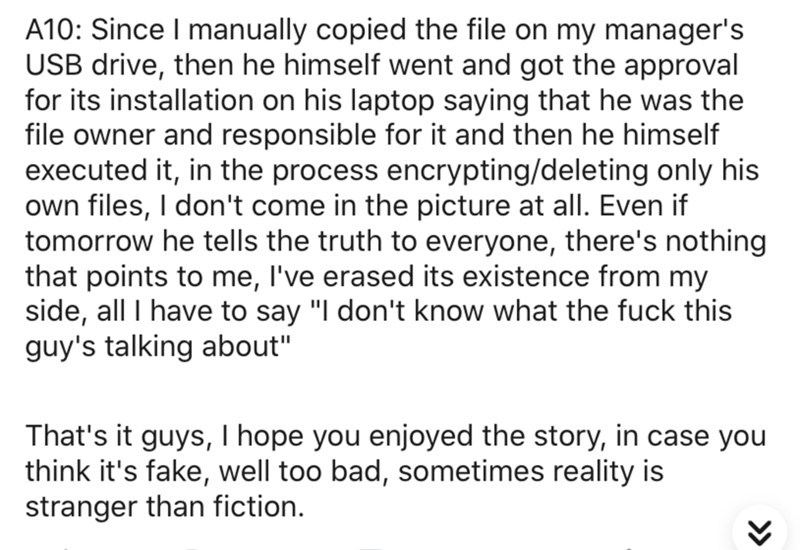 A10: Since I manually copied the file on my manager's
USB drive, then he himself went and got the approval
for its installation on his laptop saying that he was the
file owner and responsible for it and then he himself
executed it, in the process encrypting/deleting only his
own files, I don't come in the picture at all. Even if
tomorrow he tells the truth to everyone, there's nothing
that points to me, I've erased its existence from my
side, all I have to say "I don't know what the fuck this
guy's talking about"
That's it guys, I hope you enjoyed the story, in case you
think it's fake, well too bad, sometimes reality is
stranger than fiction.